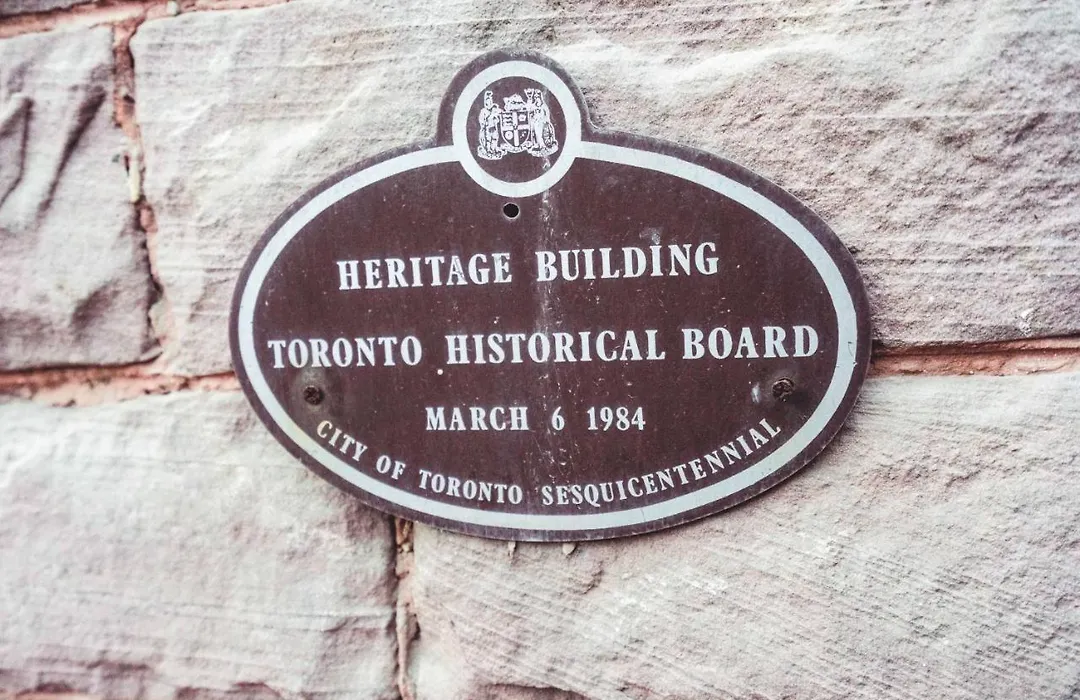 HERITAGE BUILDING
TORONTO HISTORICAL BOARD
MARCH 6 1984
CITY OF TORONTO SESQUICENTENNIAL